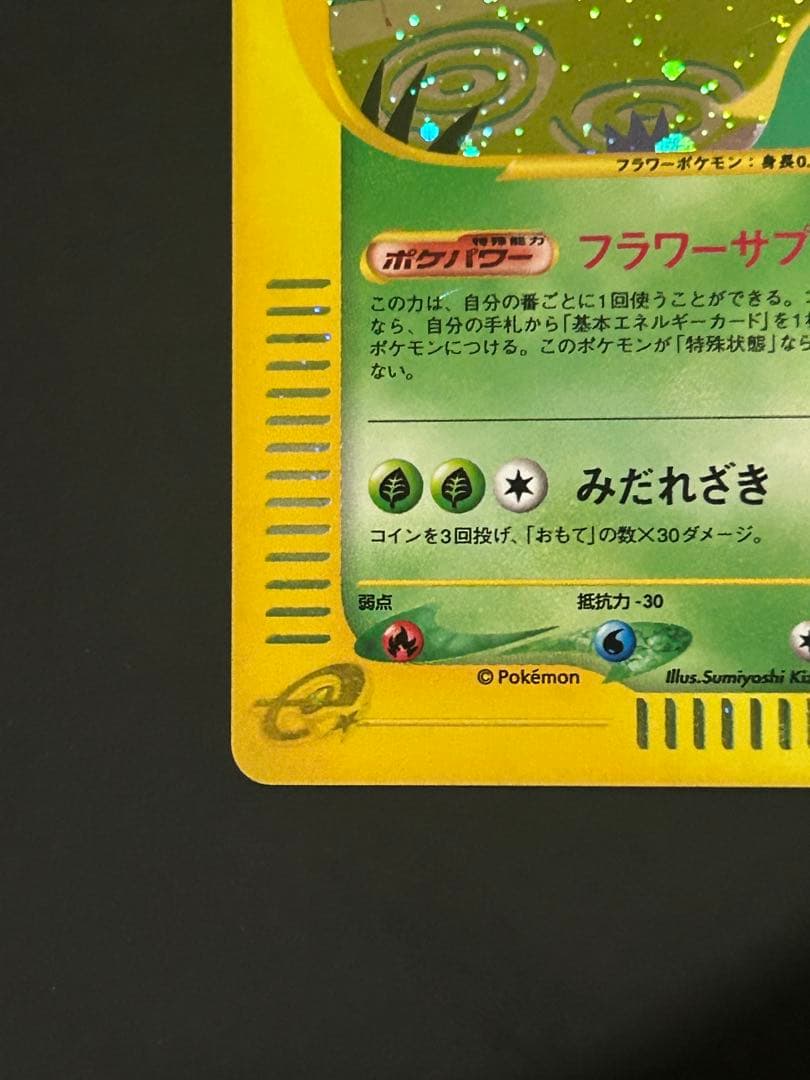 フラワーポケモン：身長0.
特殊能力
ポケパワー
フラワーサプ
この力は、自分の番ごとに1回使うことができる。
なら、自分の手札から「基本エネルギーカード」を1
ポケモンにつける。このポケモンが「特殊状態」なら
ない。
みだれざき
コインを3回投げ、「おもて」の数×30ダメージ。
弱点
抵抗力 -30
© Pokémon
Illus.Sumiyoshi Ki
e